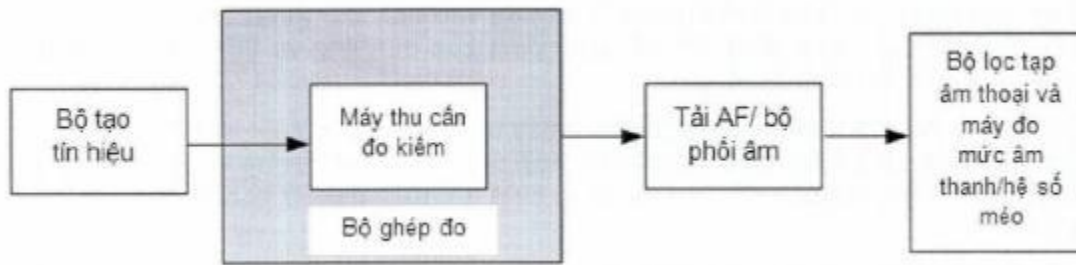 Bộ tạo
tín hiệu
Máy thu cần
đo kiểm
Bộ ghép đo
Tải AF/ bộ
phối âm
Bộ lọc tạp
âm thoại và
máy đo
mức âm
thanh/hệ số
méo